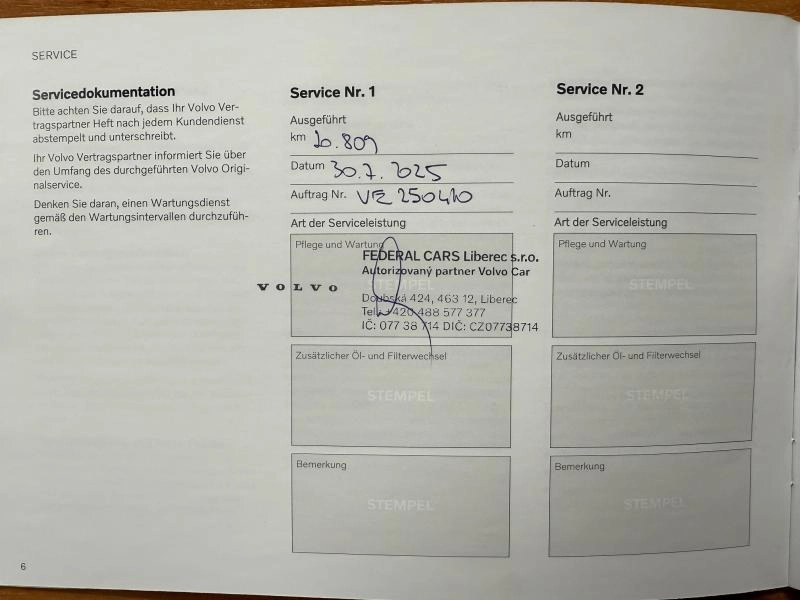 SERVICE
Servicedokumentation
Bitte achten Sie darauf, dass Ihr Volvo Ver-
tragspartner Heft nach jedem Kundendienst
abstempelt und unterschreibt.
Ihr Volvo Vertragspartner informiert Sie über
den Umfang des durchgeführten Volvo Origi-
nalservice.
Denken Sie daran, einen Wartungsdienst
gemäß den Wartungsintervallen durchzufüh-
ren.
Service Nr. 1
Ausgeführt
km 20.809
Datum 30.7.2025
Auftrag Nr. VZ250410
Art der Serviceleistung
Pflege und Wartung
STEMPEL
VOLVO
FEDERAL CARS Liberec s.r.o.
Autorizovaný partner Volvo Car
Doubská 424, 463 12, Liberec
Tel.: +420 488 577 377
IČ: 077 38 714 DIČ: CZ07738714
Zusätzlicher Öl- und Filterwechsel
STEMPEL
Bemerkung
STEMPEL
Service Nr. 2
Ausgeführt
km
Datum
Auftrag Nr.
Art der Serviceleistung
Pflege und Wartung
STEMPEL
Zusätzlicher Öl- und Filterwechsel
STEMPEL
Bemerkung
STEMPEL
6